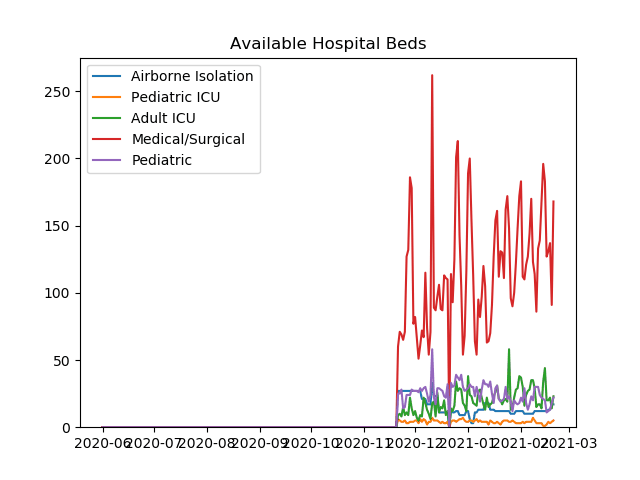 Available Hospital Beds
Airborne Isolation
Pediatric ICU
Adult ICU
Medical/Surgical
Pediatric
250
200
150
100
50
0
2020-06 2020-07 2020-08 2020-09 2020-10 2020-11 2020-12 2021-01 2021-02 2021-03